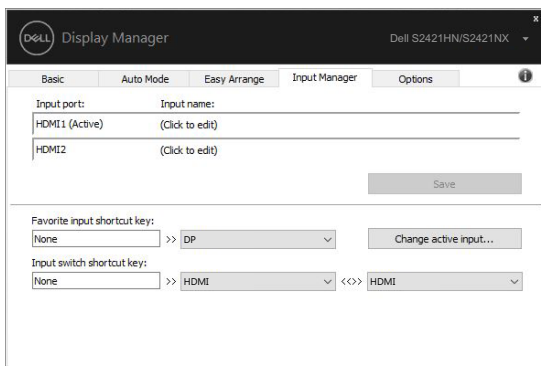 x
DELL Display Manager Dell S2421HN/S2421NX
Basic Auto Mode Easy Arrange Input Manager Options i
Input port: Input name:
HDMI1 (Active) (Click to edit)
HDMI2 (Click to edit)
Save
Favorite input shortcut key:
None >> DP Change active input...
Input switch shortcut key:
None >> HDMI <<>> HDMI